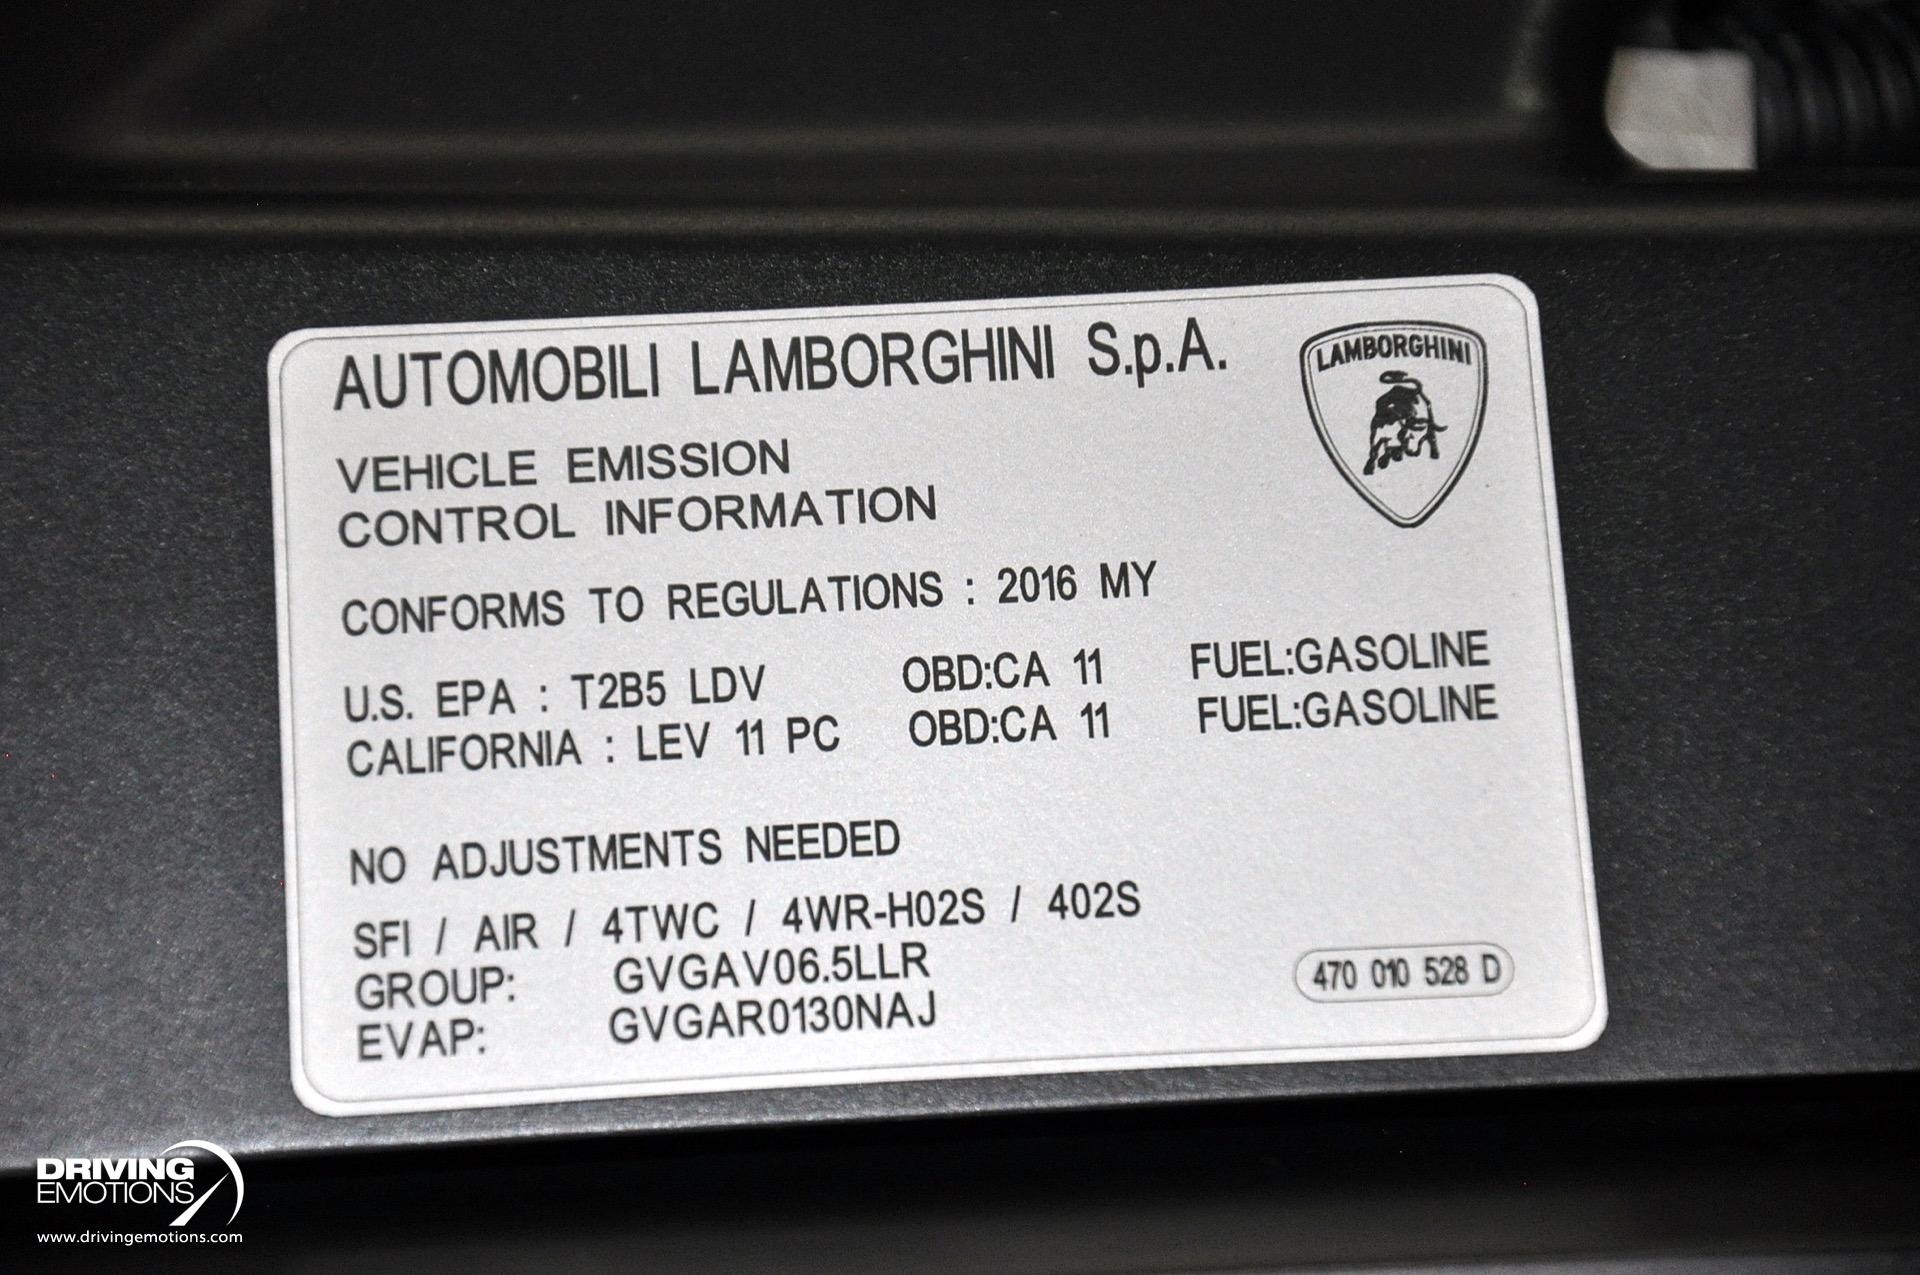 AUTOMOBILI LAMBORGHINI S.p.A.
LAMBORGHINI
VEHICLE EMISSION
CONTROL INFORMATION
CONFORMS TO REGULATIONS : 2016 MY
U.S. EPA : T2B5 LDV OBD:CA 11 FUEL:GASOLINE
CALIFORNIA : LEV 11 PC OBD:CA 11 FUEL:GASOLINE
NO ADJUSTMENTS NEEDED
SFI / AIR / 4TWC / 4WR-H02S / 402S
GROUP: GVGAV06.5LLR
EVAP: GVGAR0130NAJ
470 010 528 D
DRIVING
EMOTIONS
www.drivingemotions.com